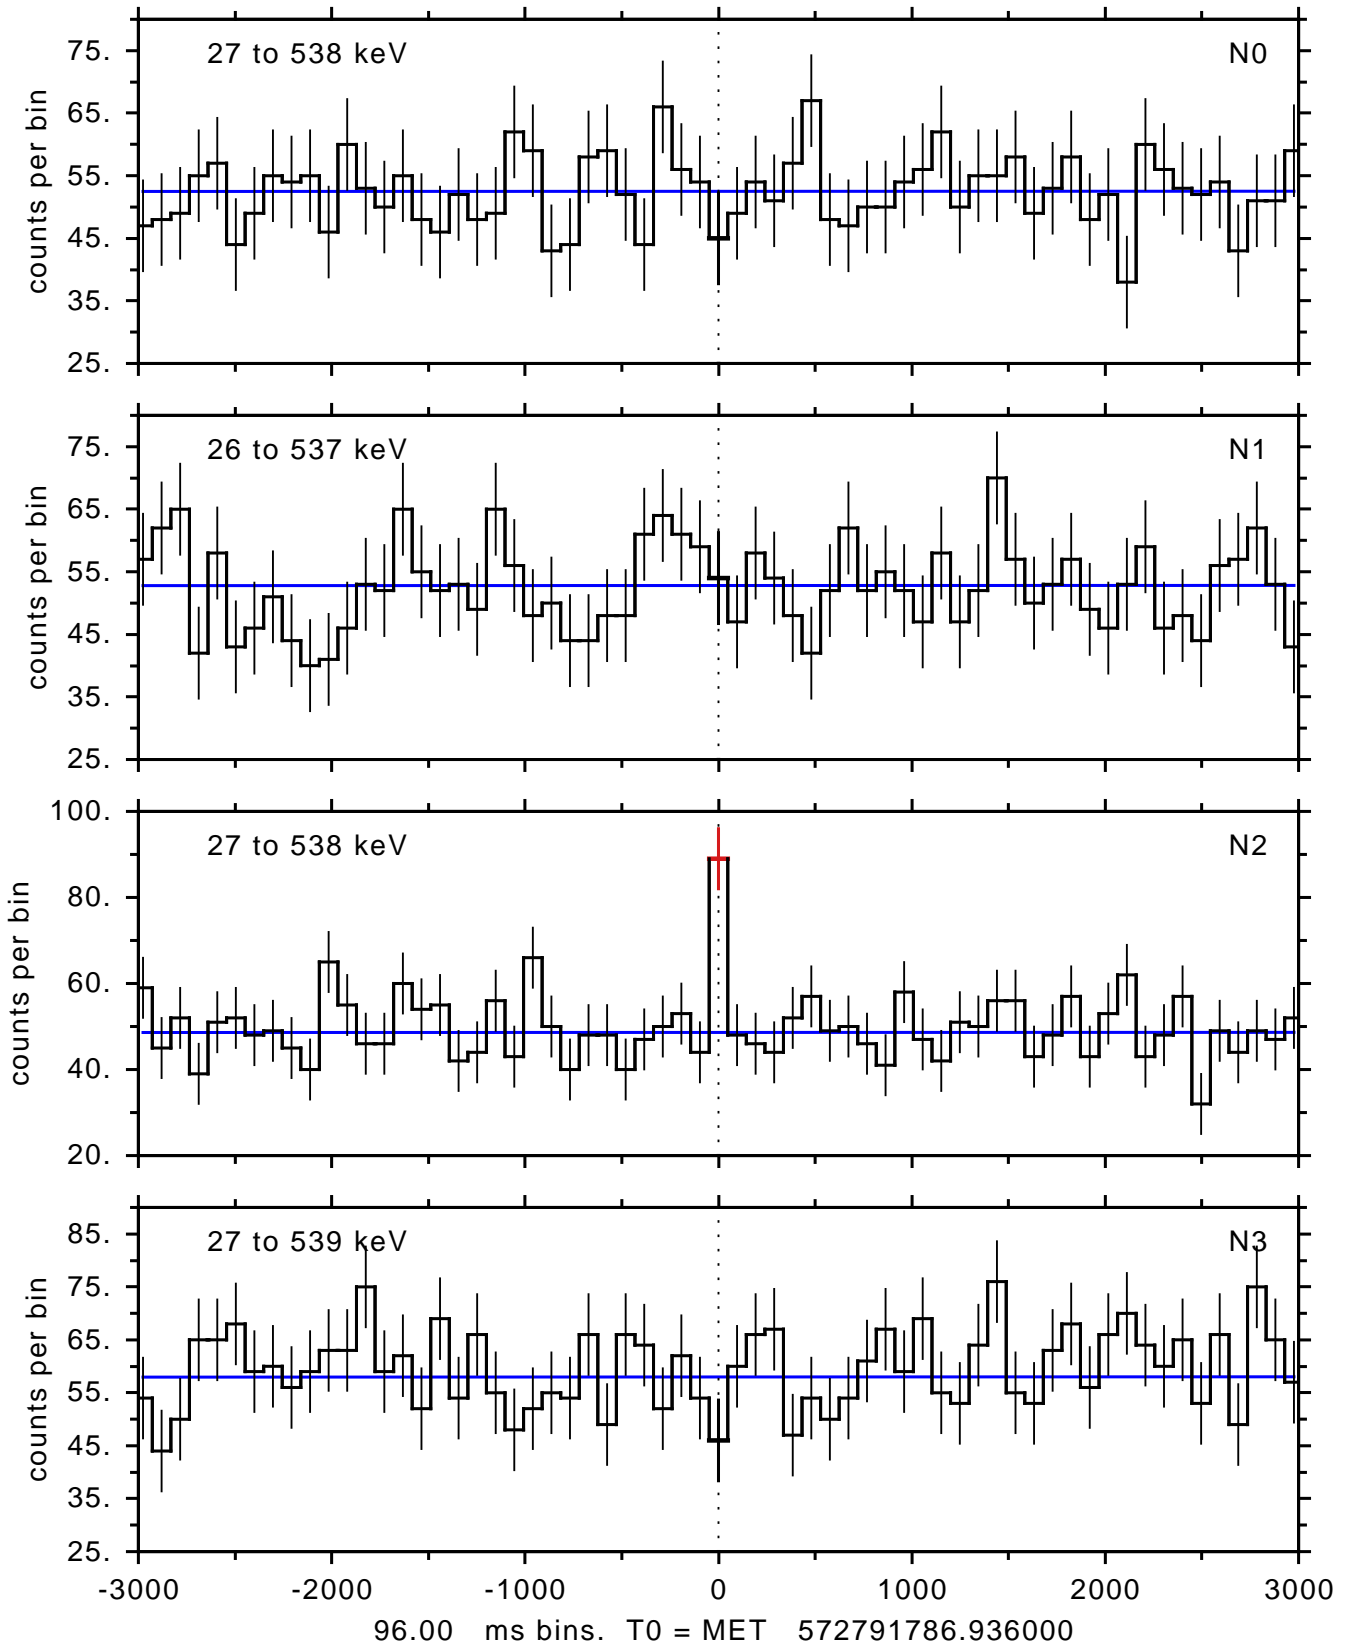 27 to 538 keV N0
counts per bin
75.
65.
55.
45.
35.
25.
26 to 537 keV N1
counts per bin
75.
65.
55.
45.
35.
25.
27 to 538 keV N2
counts per bin
100.
80.
60.
40.
20.
27 to 539 keV N3
counts per bin
85.
75.
65.
55.
45.
35.
25.
-3000 -2000 -1000 0 1000 2000 3000
96.00 ms bins. T0 = MET 572791786.936000